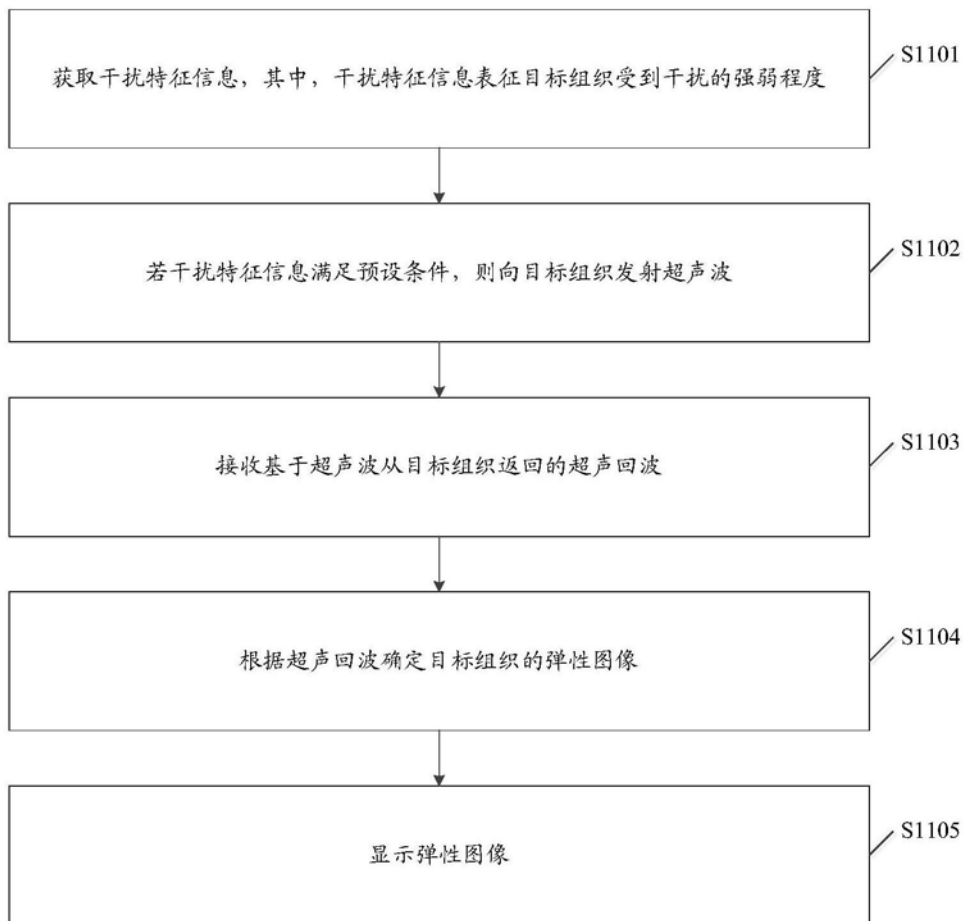 获取干扰特征信息，其中，干扰特征信息表征目标组织受到干扰的强弱程度
S1101
若干扰特征信息满足预设条件，则向目标组织发射超声波
S1102
接收基于超声波从目标组织返回的超声回波
S1103
根据超声回波确定目标组织的弹性图像
S1104
显示弹性图像
S1105